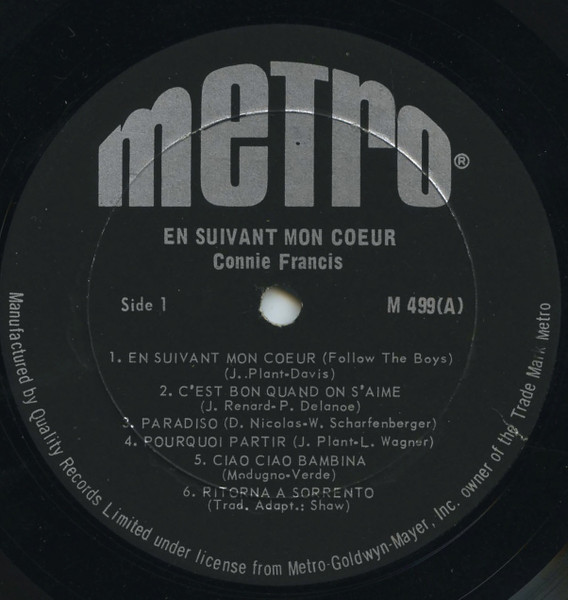 metro®
EN SUIVANT MON COEUR
Connie Francis
Side 1
M 499(A)
1. EN SUIVANT MON COEUR (Follow The Boys)
(J. Plant-Davis)
2. C'EST BON QUAND ON S'AIME
(J. Renard-P. Delanoe)
3. PARADISO (D. Nicolas-W. Scharfenberger)
4. POURQUOI PARTIR (J. Plant-L. Wagner)
5. CIAO CIAO BAMBINA
(Modugno-Verde)
6. RITORNA A SORRENTO
(Trad. Adapt.: Shaw)
Manufactured by Quality Records Limited under license from Metro-Goldwyn-Mayer, Inc. owner of the Trade Mark Metro